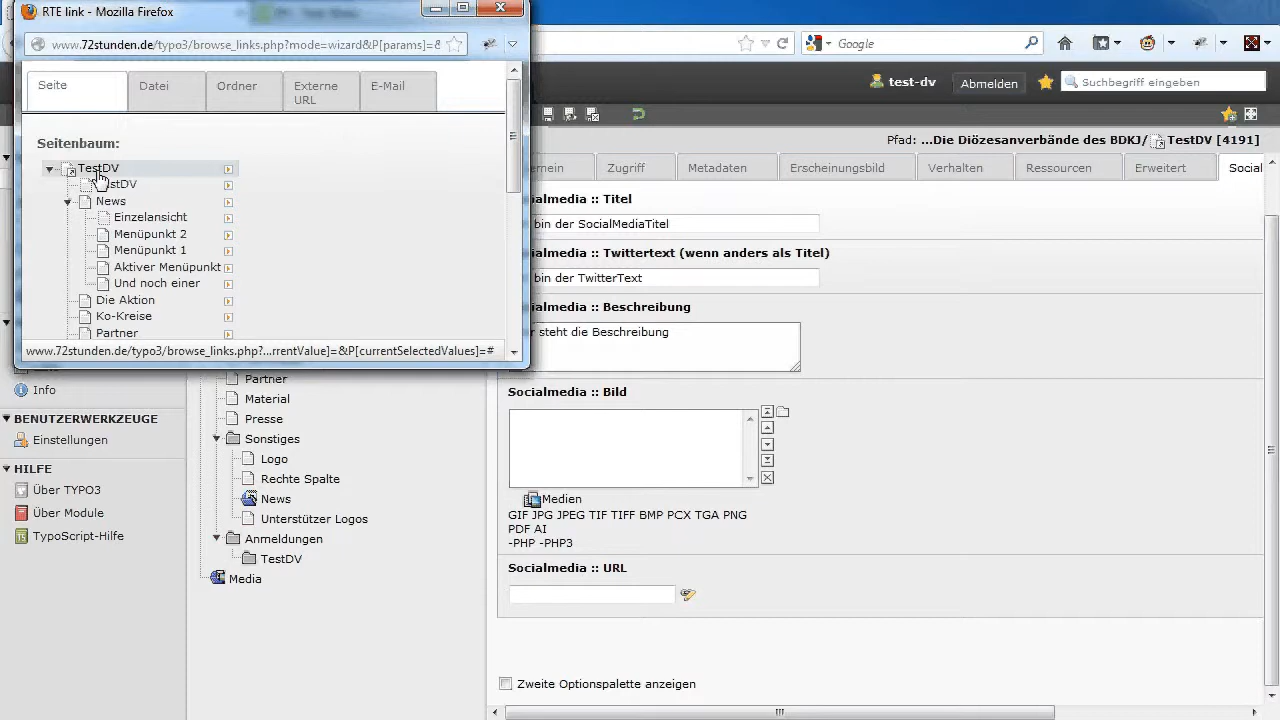 RTE link - Mozilla Firefox
www.72stunden.de/typo3/browse_links.php?mode=wizard&P[params]=&
Seite
Datei
Ordner
Externe
URL
E-Mail
Seitenbaum:
TestDV
News
Einzelansicht
Menüpunkt 2
Menüpunkt 1
Aktiver Menüpunkt
Und noch einer
Die Aktion
Ko-Kreise
Partner
www.72stunden.de/typo3/browse_links.php?...rrentValue]=&P[currentSelectedValues]=#
Google
test-dv
Abmelden
Suchbegriff eingeben
Pfad: ...Die Diözesanverbände des BDKJ/ TestDV [4191]
Zugriff
Metadaten
Erscheinungsbild
Verhalten
Ressourcen
Erweitert
Social
:: Titel
bin der SocialMediaTitel
:: Twittertext (wenn anders als Titel)
bin der TwitterText
:: Beschreibung
steht die Beschreibung
Socialmedia :: Bild
Medien
GIF JPG JPEG TIF TIFF BMP PCX TGA PNG
PDF AI
-PHP -PHP3
Socialmedia :: URL
Zweite Optionspalette anzeigen
Info
BENUTZERWERKZEUGE
Einstellungen
HILFE
Über TYPO3
Über Module
TypoScript-Hilfe
Partner
Material
Presse
Sonstiges
Logo
Rechte Spalte
News
Unterstützer Logos
Anmeldungen
TestDV
Media